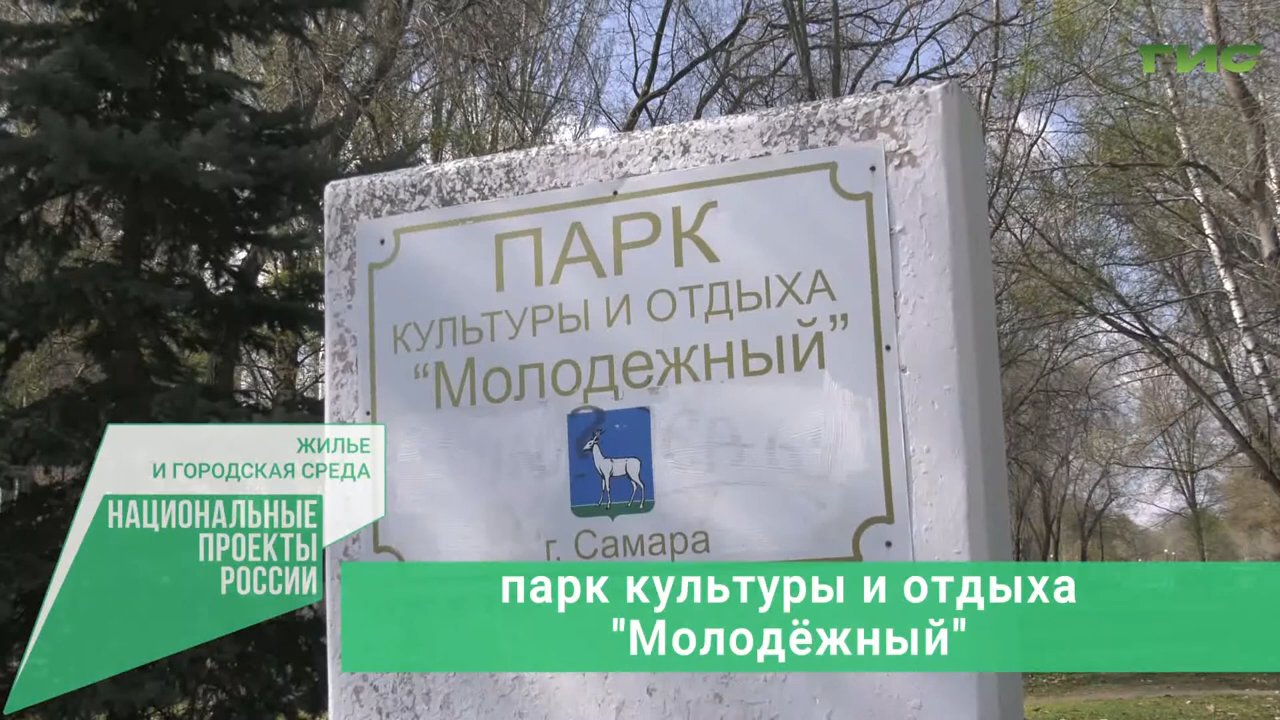 ГИС
ПАРК
КУЛЬТУРЫ И ОТДЫХА
“Молодежный”
г. Самара
ЖИЛЬЕ
И ГОРОДСКАЯ СРЕДА
НАЦИОНАЛЬНЫЕ
ПРОЕКТЫ
РОССИИ
парк культуры и отдыха
"Молодёжный"